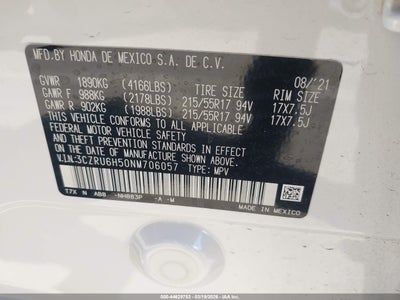 MFD.BY HONDA DE MEXICO S.A. DE C.V.
08/'21
GVWR 1890KG (4166LBS) TIRE SIZE RIM SIZE
GAWR F 988KG (2178LBS) 215/55R17 94V 17X7.5J
GAWR R 902KG (1988LBS) 215/55R17 94V 17X7.5J
THIS VEHICLE CONFORMS TO ALL APPLICABLE
FEDERAL MOTOR VEHICLE SAFETY AND THEFT
PREVENTION STANDARDS IN EFFECT ON THE DATE
OF MANUFACTURE SHOWN ABOVE.
V.I.N:3CZRU6H50NM706057 TYPE: MPV
T7X N ABB -NH883P -A -M
MADE IN MEXICO